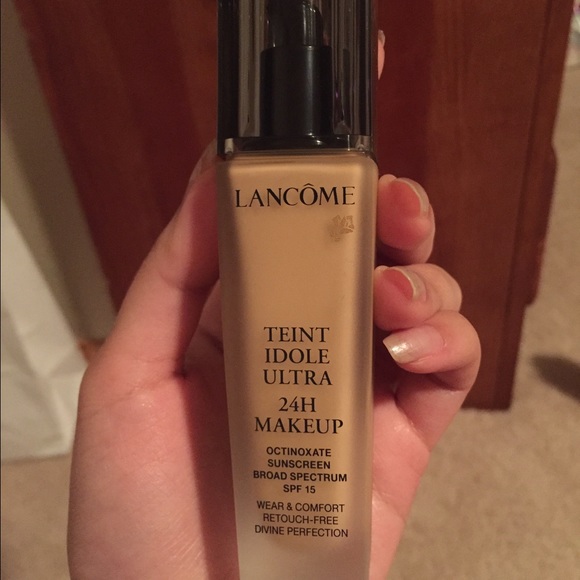 LANCÔME
TEINT
IDOLE
ULTRA
24H
MAKEUP
OCTINOXATE
SUNSCREEN
BROAD SPECTRUM
SPF 15
WEAR & COMFORT
RETOUCH-FREE
DIVINE PERFECTION